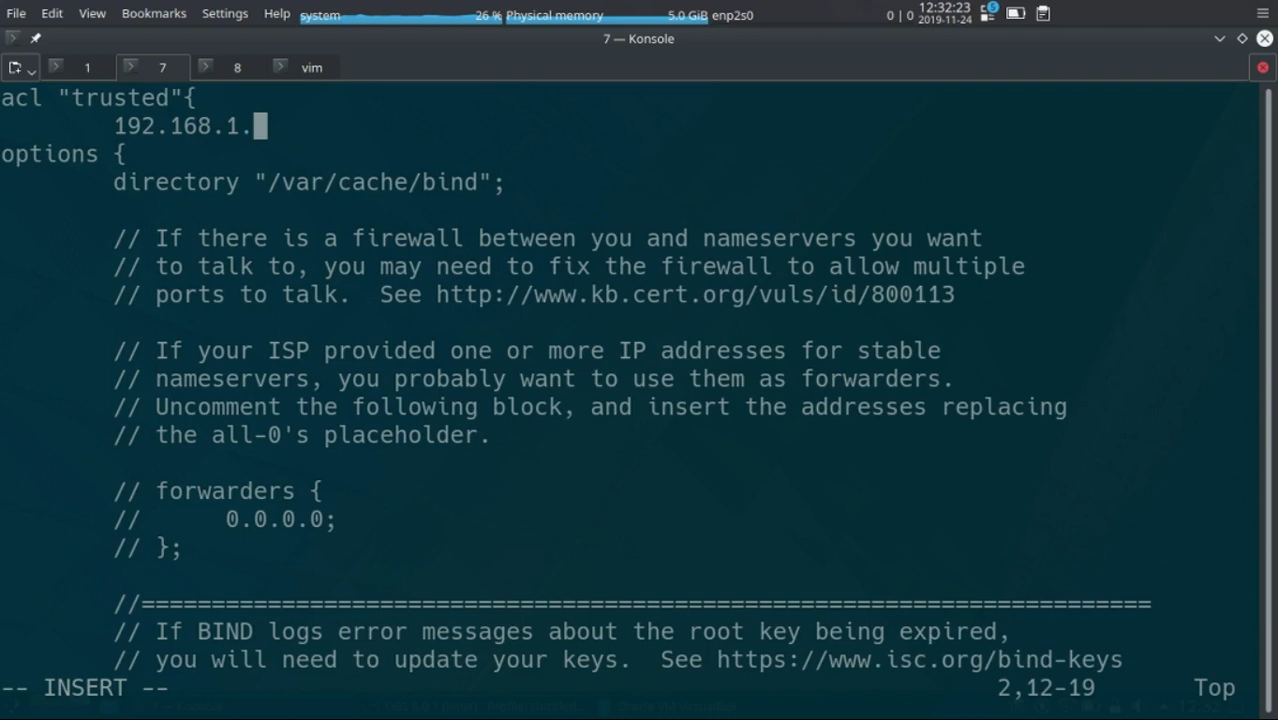 File Edit View Bookmarks Settings Help system 26 % Physical memory 5.0 GiB enp2s0 0 | 0 12:32:23
2019-11-24
7 — Konsole
1 7 8 vim
acl "trusted"{
192.168.1.
options {
directory "/var/cache/bind";
// If there is a firewall between you and nameservers you want
// to talk to, you may need to fix the firewall to allow multiple
// ports to talk.  See http://www.kb.cert.org/vuls/id/800113
// If your ISP provided one or more IP addresses for stable
// nameservers, you probably want to use them as forwarders.
// Uncomment the following block, and insert the addresses replacing
// the all-0's placeholder.
// forwarders {
//      0.0.0.0;
// };
//========================================================================
// If BIND logs error messages about the root key being expired,
// you will need to update your keys.  See https://www.isc.org/bind-keys
-- INSERT -- 2,12-19 Top